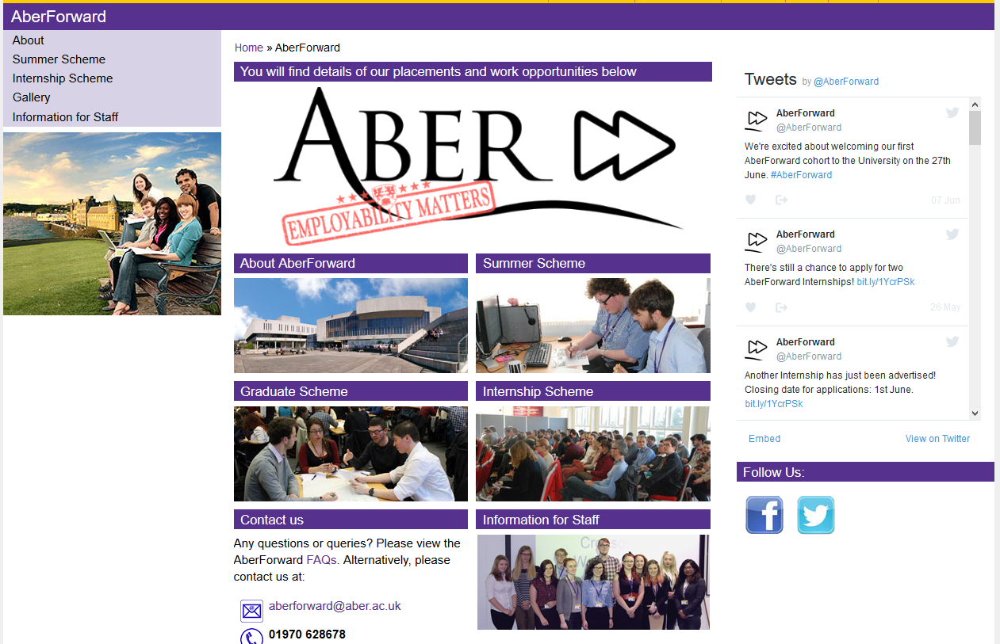 AberForward
About
Summer Scheme
Internship Scheme
Gallery
Information for Staff
Home » AberForward
You will find details of our placements and work opportunities below
ABER
EMPLOYABILITY MATTERS
About AberForward
Summer Scheme
Graduate Scheme
Internship Scheme
Contact us
Any questions or queries? Please view the
AberForward FAQs. Alternatively, please
contact us at:
aberforward@aber.ac.uk
01970 628678
Information for Staff
Tweets by @AberForward
AberForward
@AberForward
We're excited about welcoming our first
AberForward cohort to the University on the 27th
June. #AberForward
07 Jun
AberForward
@AberForward
There's still a chance to apply for two
AberForward Internships! bit.ly/1YcrPSk
26 May
AberForward
@AberForward
Another Internship has just been advertised!
Closing date for applications: 1st June.
bit.ly/1YcrPSk
Embed
View on Twitter
Follow Us: